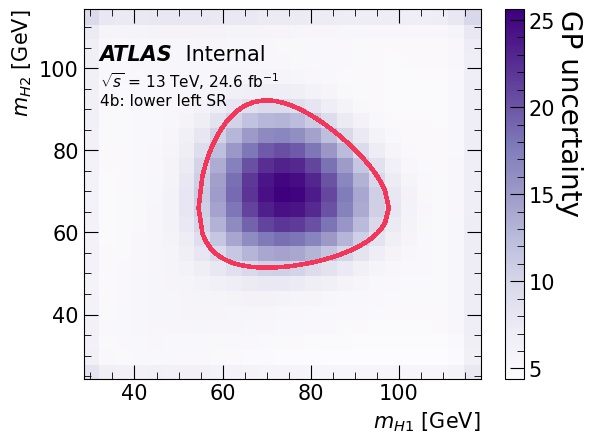 ATLAS Internal
√s = 13 TeV, 24.6 fb⁻¹
4b: lower left SR
m_H2 [GeV]
100
80
60
40
40 60 80 100
m_H1 [GeV]
25
20
15
10
5
GP uncertainty